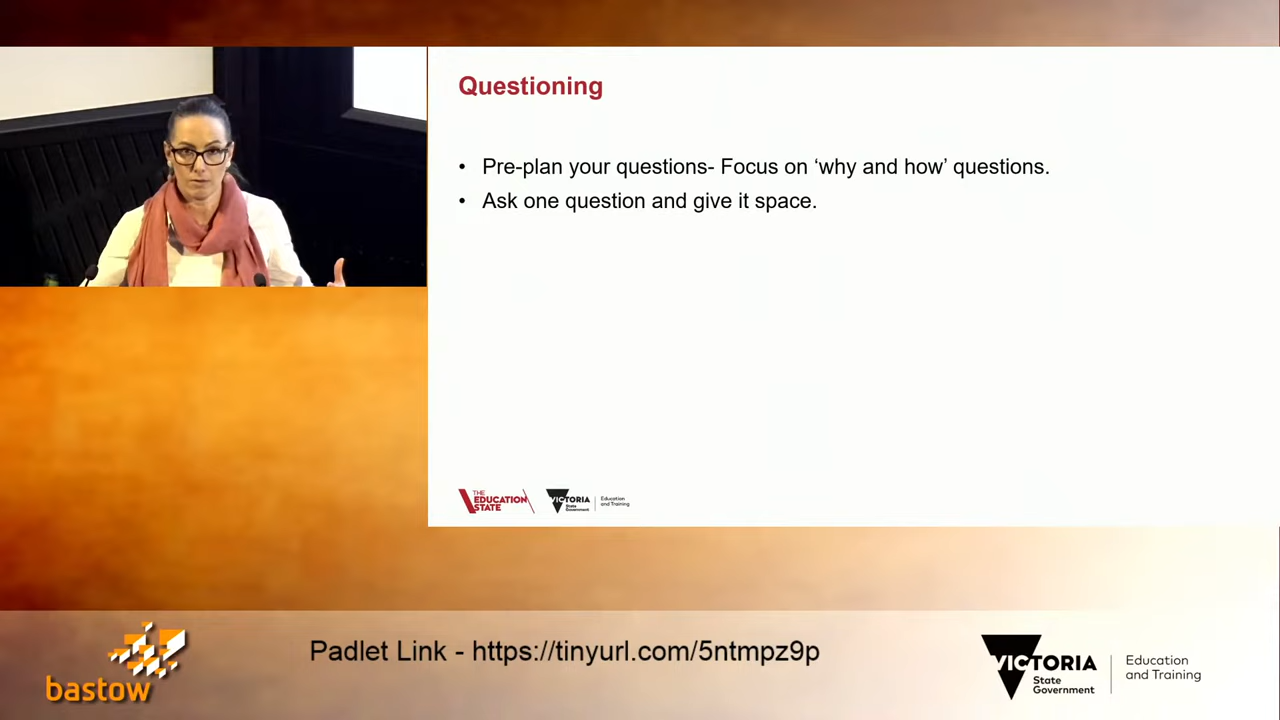 Questioning
• Pre-plan your questions- Focus on ‘why and how’ questions.
• Ask one question and give it space.
THE
EDUCATION
STATE
VICTORIA
State
Government
Education
and Training
bastow
Padlet Link - https://tinyurl.com/5ntmpz9p
VICTORIA
State
Government
Education
and Training